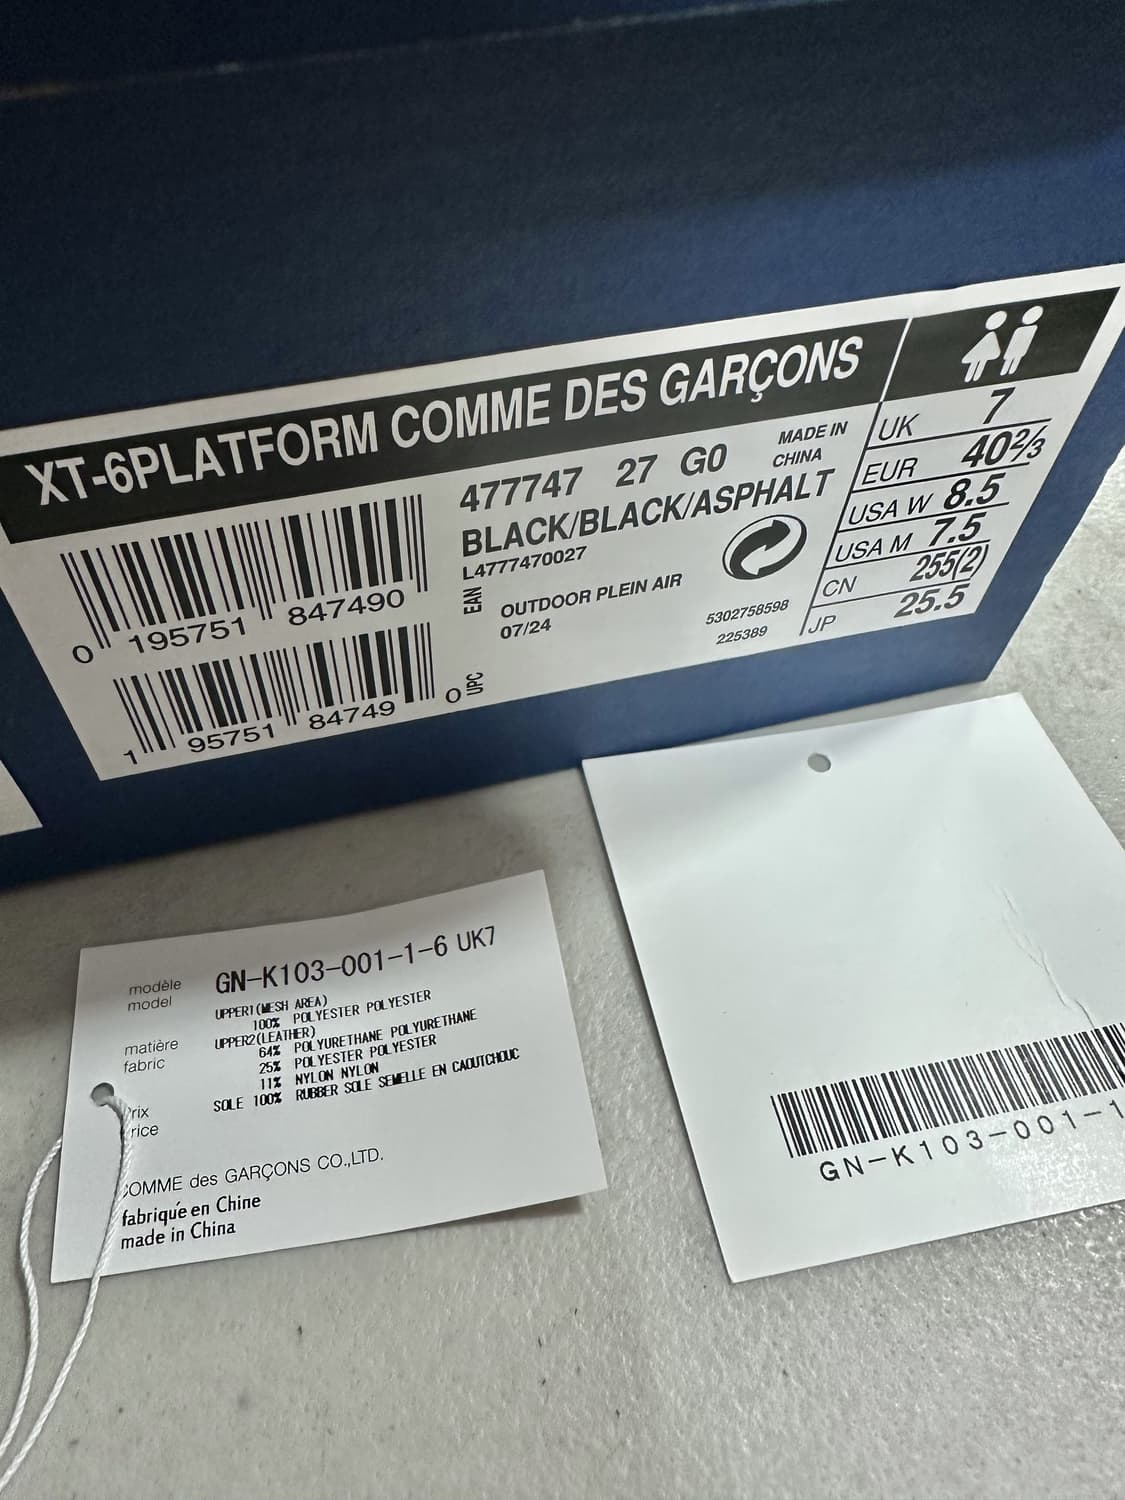 XT-6PLATFORM COMME DES GARÇONS
477747 27 G0
MADE IN
CHINA
BLACK/BLACK/ASPHALT
L4777470027
EAN
OUTDOOR PLEIN AIR
07/24
5302758598
225389
0 195751 847490
UPC
1 95751 84749 0
UK 7
EUR 40⅔
USA W 8.5
USA M 7.5
CN 255(2)
JP 25.5
modèle
model
GN-K103-001-1-6 UK7
UPPER1(MESH AREA)
100% POLYESTER POLYESTER
matière
fabric
UPPER2(LEATHER)
64% POLYURETHANE POLYURETHANE
25% POLYESTER POLYESTER
11% NYLON NYLON
SOLE 100% RUBBER SOLE SEMELLE EN CAOUTCHOUC
rix
rice
OMME des GARÇONS CO.,LTD.
fabriqué en Chine
made in China
GN-K103-001-1